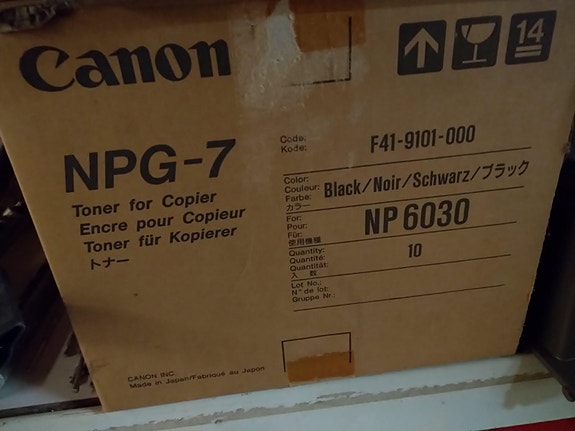 Canon
14
NPG-7
Toner for Copier
Encre pour Copieur
Toner für Kopierer
トナー
Code:
Kode:
F41-9101-000
Color:
Couleur:
Farbe:
カラー
Black/Noir/Schwarz/ブラック
For:
Pour:
Für:
使用機種
NP 6030
Quantity:
Quantité:
Quantität:
入 数
10
Lot No.:
N° de lot:
Gruppe Nr.:
CANON INC.
Made in Japan/Fabriqué au Japon